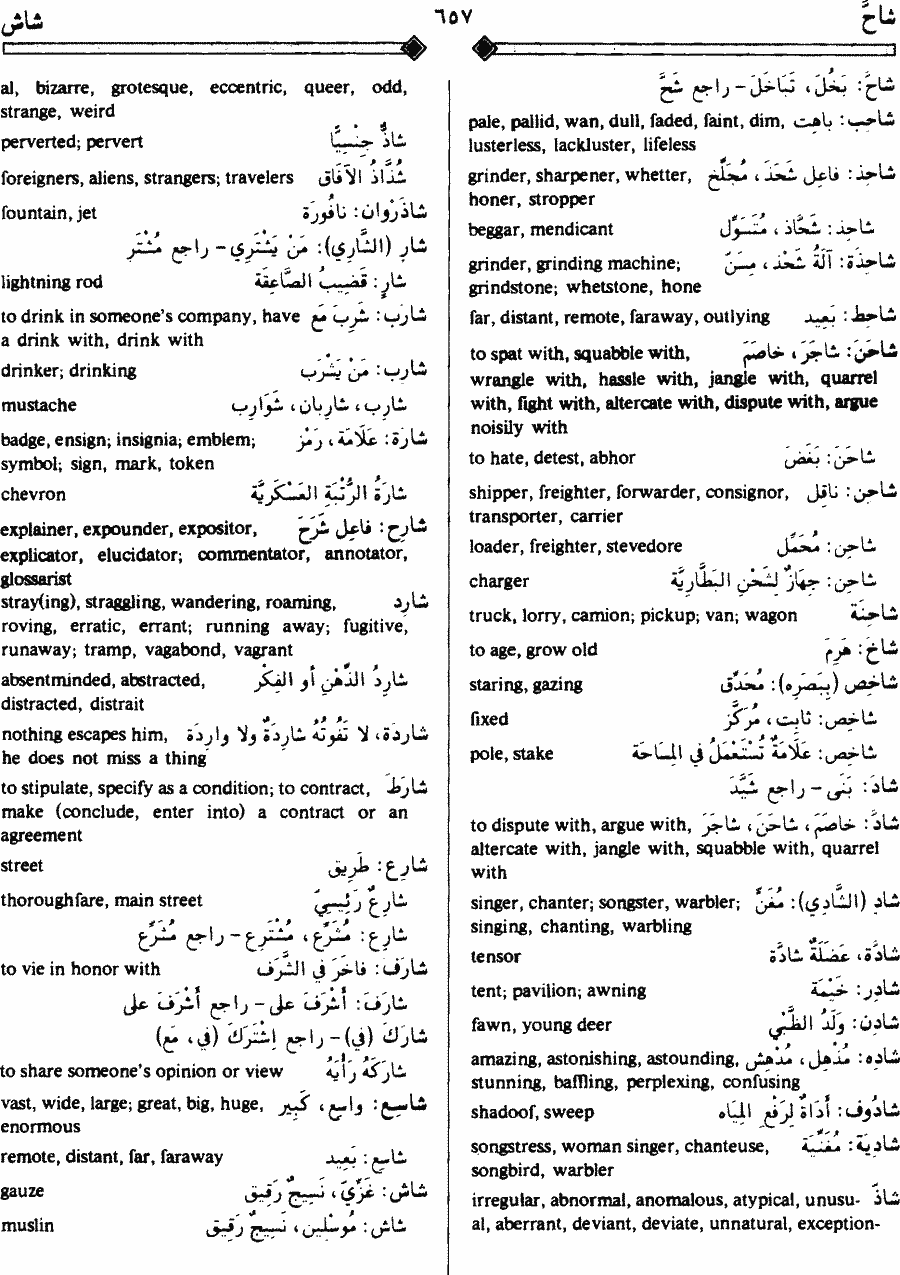 شاحّ
٦٥٧
شاش
شاحَّ: بَخُلَ، تَبَاخَلَ - راجع شَحَّ
pale, pallid, wan, dull, faded, faint, dim, شاحِب: باهِت
lusterless, lackluster, lifeless
grinder, sharpener, whetter, شاحِذ: فاعِل شَحَذَ، مُجَلِّخ
honer, stropper
beggar, mendicant شاحِذ: شَحَّاذ، مُتَسَوِّل
grinder, grinding machine; شاحِذَة: آلَةُ شَحْذ، مِسَنّ
grindstone; whetstone, hone
far, distant, remote, faraway, outlying شاحِط: بَعِيد
to spat with, squabble with, شاحَنَ: شاجَرَ، خاصَمَ
wrangle with, hassle with, jangle with, quarrel
with, fight with, altercate with, dispute with, argue
noisily with
to hate, detest, abhor شاحَنَ: بَغَضَ
shipper, freighter, forwarder, consignor, شاحِن: ناقِل
transporter, carrier
loader, freighter, stevedore شاحِن: مُحَمِّل
charger شاحِن: جِهَازٌ لِشَحْنِ البَطَّارِيَّة
truck, lorry, camion; pickup; van; wagon شاحِنَة
to age, grow old شاخَ: هَرِمَ
staring, gazing شاخِص (بِبَصَرِه): مُحَدِّق
fixed شاخِص: ثابِت، مُرَكَّز
pole, stake شاخِص: عَلَامَةٌ تُسْتَعْمَلُ في المِسَاحَة
شادَ: بَنَى - راجع شَيَّدَ
to dispute with, argue with, شادَّ: خاصَمَ، شاحَنَ، شاجَرَ
altercate with, jangle with, squabble with, quarrel
with
singer, chanter; songster, warbler; شادٍ (الشَّادِي): مُغَنٍّ
singing, chanting, warbling
tensor شادَّة، عَضَلَةٌ شادَّة
tent; pavilion; awning شادِر: خَيْمَة
fawn, young deer شادِن: وَلَدُ الظَّبْي
amazing, astonishing, astounding, شادِه: مُذْهِل، مُدْهِش
stunning, baffling, perplexing, confusing
shadoof, sweep شادُوف: أَدَاةٌ لِرَفْعِ المِيَاه
songstress, woman singer, chanteuse, شادِيَة: مُغَنِّيَة
songbird, warbler
irregular, abnormal, anomalous, atypical, unusu- شاذّ
al, aberrant, deviant, deviate, unnatural, exception-
al, bizarre, grotesque, eccentric, queer, odd,
strange, weird
perverted; pervert شاذٌّ جِنْسِيًّا
foreigners, aliens, strangers; travelers شُذَّاذُ الآفَاق
fountain, jet شاذَرْوان: نافُورَة
شارٍ (الشَّارِي): مَنْ يَشْتَرِي - راجع مُشْتَرٍ
lightning rod شارٍ: قَضِيبُ الصَّاعِقَة
to drink in someone's company, have شارَبَ: شَرِبَ مَعَ
a drink with, drink with
drinker; drinking شارِب: مَنْ يَشْرَب
mustache شارِب، شارِبان، شَوَارِب
badge, ensign; insignia; emblem; شارَة: عَلَامَة، رَمْز
symbol; sign, mark, token
chevron شارَةُ الرُّتْبَةِ العَسْكَرِيَّة
explainer, expounder, expositor, شارِح: فاعِل شَرَحَ
explicator, elucidator; commentator, annotator,
glossarist
stray(ing), straggling, wandering, roaming, شارِد
roving, erratic, errant; running away; fugitive,
runaway; tramp, vagabond, vagrant
absentminded, abstracted, شارِدُ الذِّهْنِ أو الفِكْر
distracted, distrait
nothing escapes him, شارِدَة، لا تَفُوتُهُ شارِدَةٌ ولا وارِدَة
he does not miss a thing
to stipulate, specify as a condition; to contract, شارَطَ
make (conclude, enter into) a contract or an
agreement
street شارِع: طَرِيق
thoroughfare, main street شارِعٌ رَئِيسِيّ
شارِع: مُشَرِّع، مُشْتَرِع - راجع مُشَرِّع
to vie in honor with شارَفَ: فاخَرَ في الشَّرَف
شارَفَ: أَشْرَفَ على - راجع أَشْرَفَ على
شارَكَ (في) - راجع إِشْتَرَكَ (في، مَع)
to share someone's opinion or view شارَكَهُ رَأْيَهُ
vast, wide, large; great, big, huge, شاسِع: واسِع، كَبِير
enormous
remote, distant, far, faraway شاسِع: بَعِيد
gauze شاش: غَزِّيّ، نَسِيجٌ رَقِيق
muslin شاش: مُوسْلِين، نَسِيجٌ رَقِيق